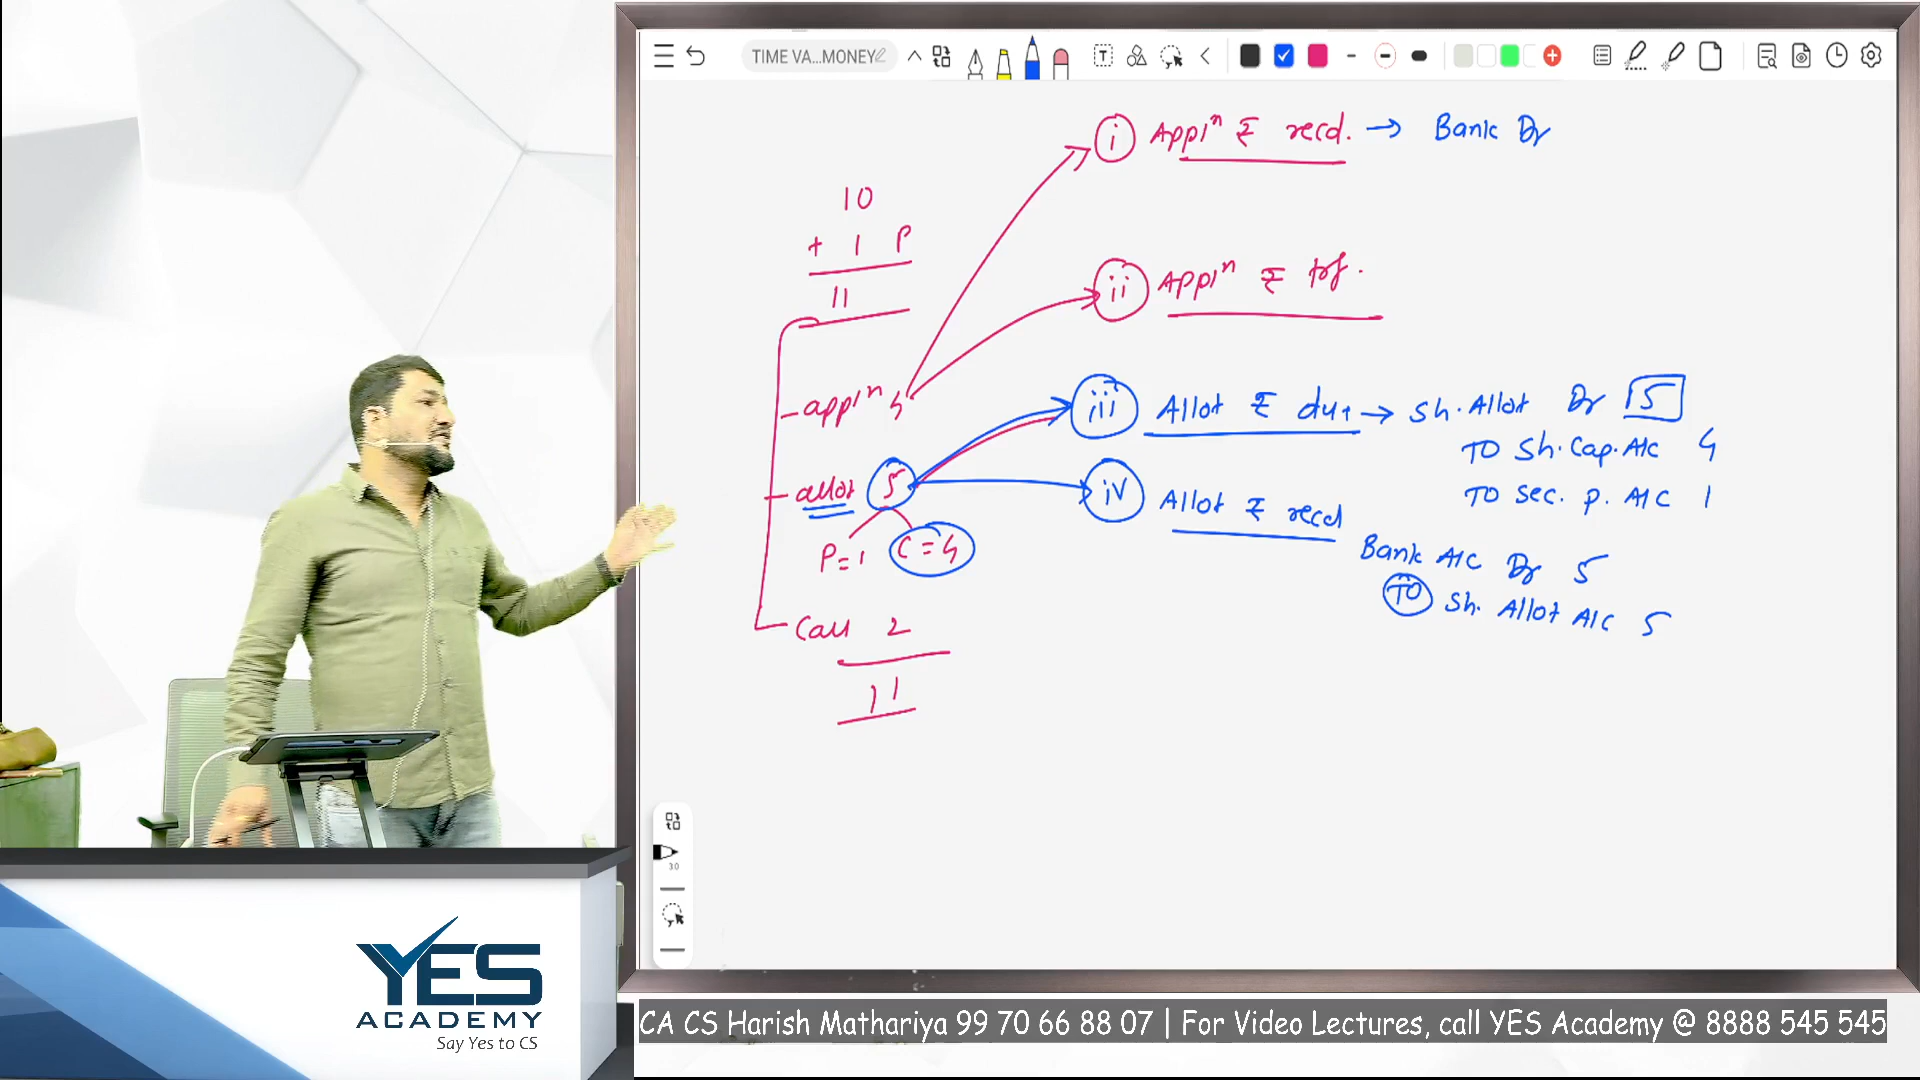 TIME VA...MONEY
T
i Appln ₹ recd. → Bank Dr
10
+ 1 P
11
ii Appln ₹ trf.
appln 4
iii Allot ₹ due → Sh. Allot Dr 5
To Sh. Cap. A/c 4
To Sec. P. A/c 1
allot 5
iv Allot ₹ recd
P=1 C=4
Bank A/c Dr 5
To Sh. Allot A/c 5
Call 2
11
30
YES
ACADEMY
Say Yes to CS
CA CS Harish Mathariya 99 70 66 88 07 | For Video Lectures, call YES Academy @ 8888 545 545